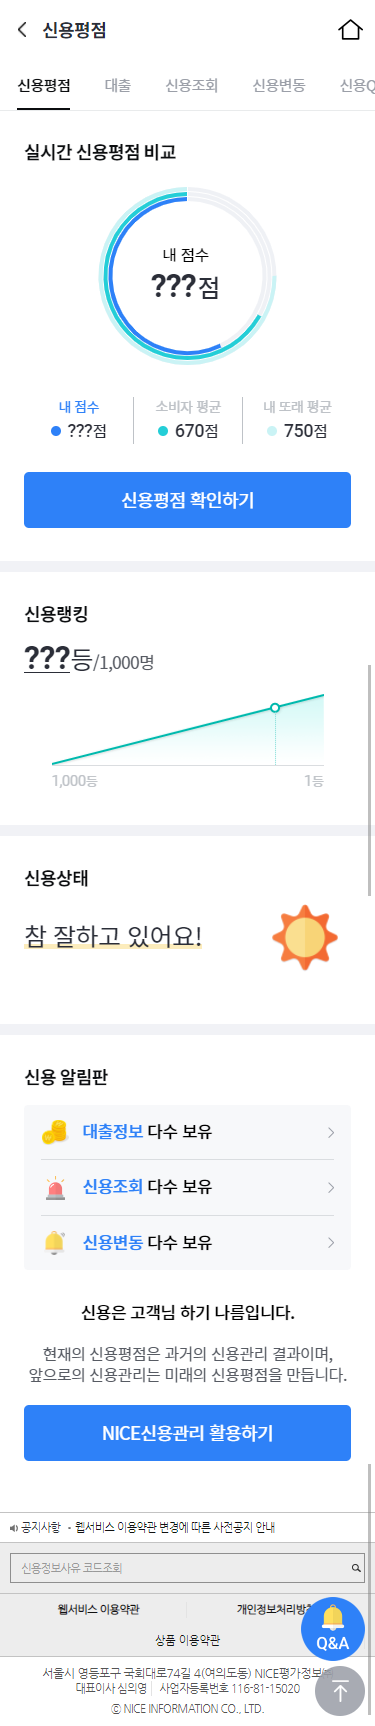 신용평점
신용평점 대출 신용조회 신용변동 신용Q
실시간 신용평점 비교
내 점수
???점
내 점수 소비자 평균 내 또래 평균
???점 670점 750점
신용평점 확인하기
신용랭킹
???등/1,000명
1,000등 1등
신용상태
참 잘하고 있어요!
신용 알림판
대출정보 다수 보유
신용조회 다수 보유
신용변동 다수 보유
신용은 고객님 하기 나름입니다.
현재의 신용평점은 과거의 신용관리 결과이며,
앞으로의 신용관리는 미래의 신용평점을 만듭니다.
NICE신용관리 활용하기
공지사항 • 웹서비스 이용약관 변경에 따른 사전공지 안내
신용정보사유 코드조회
웹서비스 이용약관 개인정보처리방
상품 이용약관
Q&A
서울시 영등포구 국회대로74길 4(여의도동) NICE평가정보
대표이사 심의영 사업자등록번호 116-81-15020
ⓒ NICE INFORMATION CO., LTD.